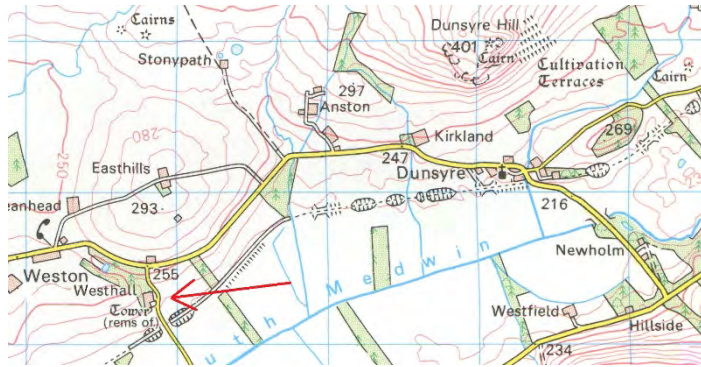 Cairns
Dunsyre Hill
401
Cairn
Stonypath
Cultivation
Terraces
Cairn
297
Anston
280
Kirkland
269
250
247
Easthills
Dunsyre
216
293
eanhead
Newholm
Weston
255
Westhall
Tower
(rems of)
uth Medwin
Westfield
Hillside
234